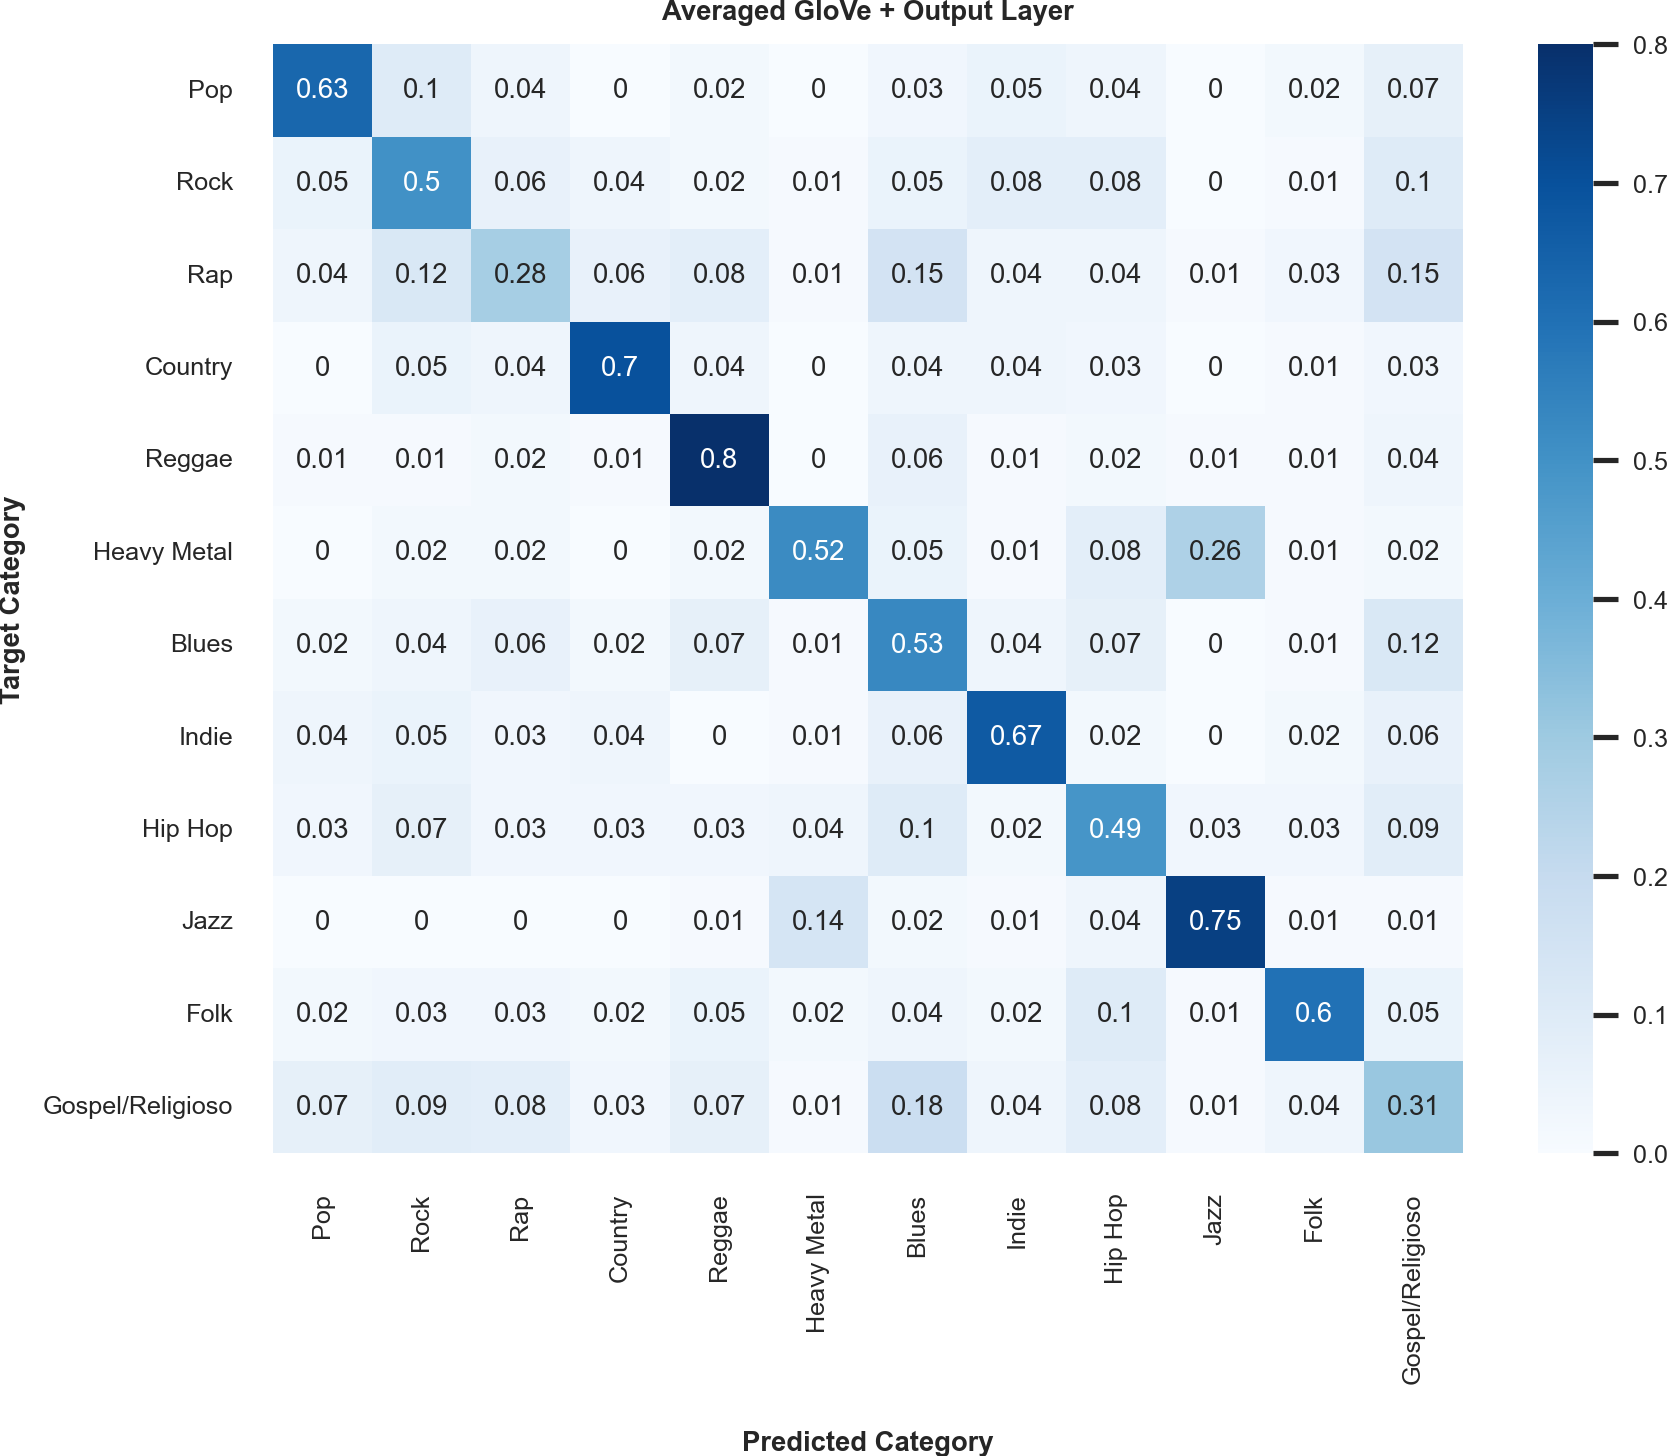 Averaged GloVe + Output Layer
Pop 0.63 0.1 0.04 0 0.02 0 0.03 0.05 0.04 0 0.02 0.07
Rock 0.05 0.5 0.06 0.04 0.02 0.01 0.05 0.08 0.08 0 0.01 0.1
Rap 0.04 0.12 0.28 0.06 0.08 0.01 0.15 0.04 0.04 0.01 0.03 0.15
Country 0 0.05 0.04 0.7 0.04 0 0.04 0.04 0.03 0 0.01 0.03
Reggae 0.01 0.01 0.02 0.01 0.8 0 0.06 0.01 0.02 0.01 0.01 0.04
Heavy Metal 0 0.02 0.02 0 0.02 0.52 0.05 0.01 0.08 0.26 0.01 0.02
Blues 0.02 0.04 0.06 0.02 0.07 0.01 0.53 0.04 0.07 0 0.01 0.12
Indie 0.04 0.05 0.03 0.04 0 0.01 0.06 0.67 0.02 0 0.02 0.06
Hip Hop 0.03 0.07 0.03 0.03 0.03 0.04 0.1 0.02 0.49 0.03 0.03 0.09
Jazz 0 0 0 0 0.01 0.14 0.02 0.01 0.04 0.75 0.01 0.01
Folk 0.02 0.03 0.03 0.02 0.05 0.02 0.04 0.02 0.1 0.01 0.6 0.05
Gospel/Religioso 0.07 0.09 0.08 0.03 0.07 0.01 0.18 0.04 0.08 0.01 0.04 0.31
Target Category
Pop
Rock
Rap
Country
Reggae
Heavy Metal
Blues
Indie
Hip Hop
Jazz
Folk
Gospel/Religioso
Predicted Category
0.8
0.7
0.6
0.5
0.4
0.3
0.2
0.1
0.0